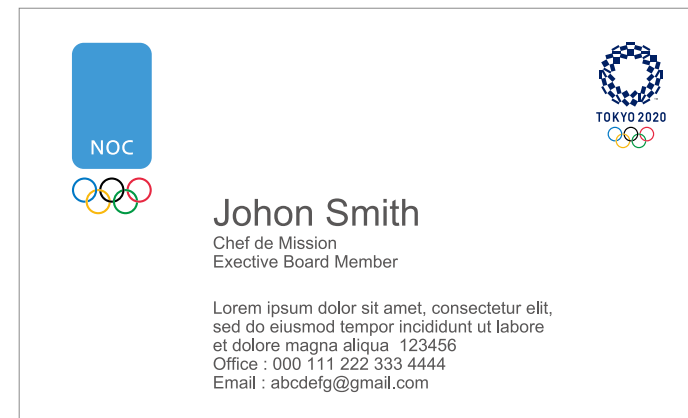 NOC
TOKYO 2020
Johon Smith
Chef de Mission
Exective Board Member
Lorem ipsum dolor sit amet, consectetur elit,
sed do eiusmod tempor incididunt ut labore
et dolore magna aliqua  123456
Office : 000 111 222 333 4444
Email : abcdefg@gmail.com